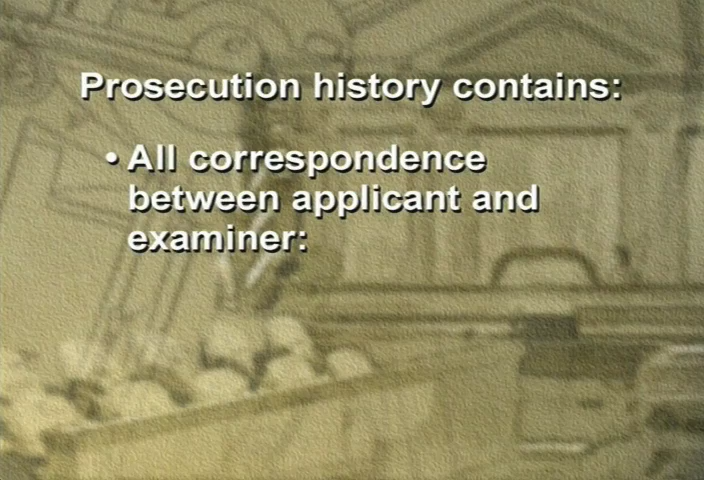 Prosecution history contains:
• All correspondence
between applicant and
examiner: